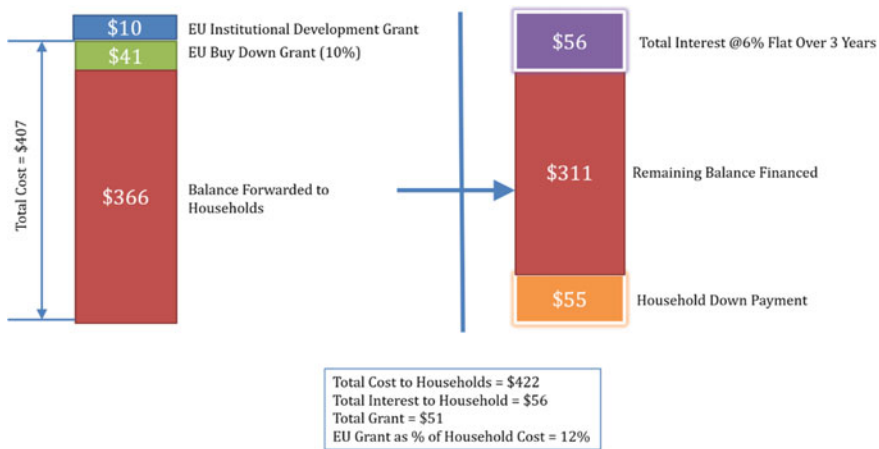 $10
EU Institutional Development Grant
$41
EU Buy Down Grant (10%)
Total Cost = $407
$366
Balance Forwarded to
Households
$56
Total Interest @6% Flat Over 3 Years
$311
Remaining Balance Financed
$55
Household Down Payment
Total Cost to Households = $422
Total Interest to Household = $56
Total Grant = $51
EU Grant as % of Household Cost = 12%